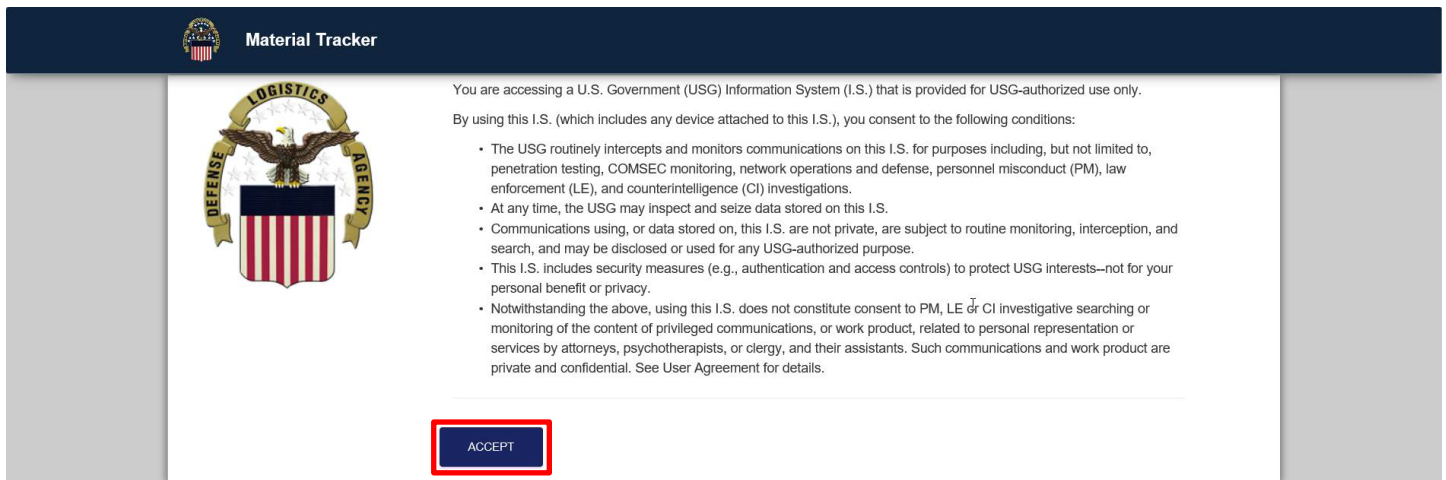 Material Tracker
DEFENSE LOGISTICS AGENCY
You are accessing a U.S. Government (USG) Information System (I.S.) that is provided for USG-authorized use only.
By using this I.S. (which includes any device attached to this I.S.), you consent to the following conditions:
• The USG routinely intercepts and monitors communications on this I.S. for purposes including, but not limited to,
penetration testing, COMSEC monitoring, network operations and defense, personnel misconduct (PM), law
enforcement (LE), and counterintelligence (CI) investigations.
• At any time, the USG may inspect and seize data stored on this I.S.
• Communications using, or data stored on, this I.S. are not private, are subject to routine monitoring, interception, and
search, and may be disclosed or used for any USG-authorized purpose.
• This I.S. includes security measures (e.g., authentication and access controls) to protect USG interests--not for your
personal benefit or privacy.
• Notwithstanding the above, using this I.S. does not constitute consent to PM, LE or CI investigative searching or
monitoring of the content of privileged communications, or work product, related to personal representation or
services by attorneys, psychotherapists, or clergy, and their assistants. Such communications and work product are
private and confidential. See User Agreement for details.
ACCEPT